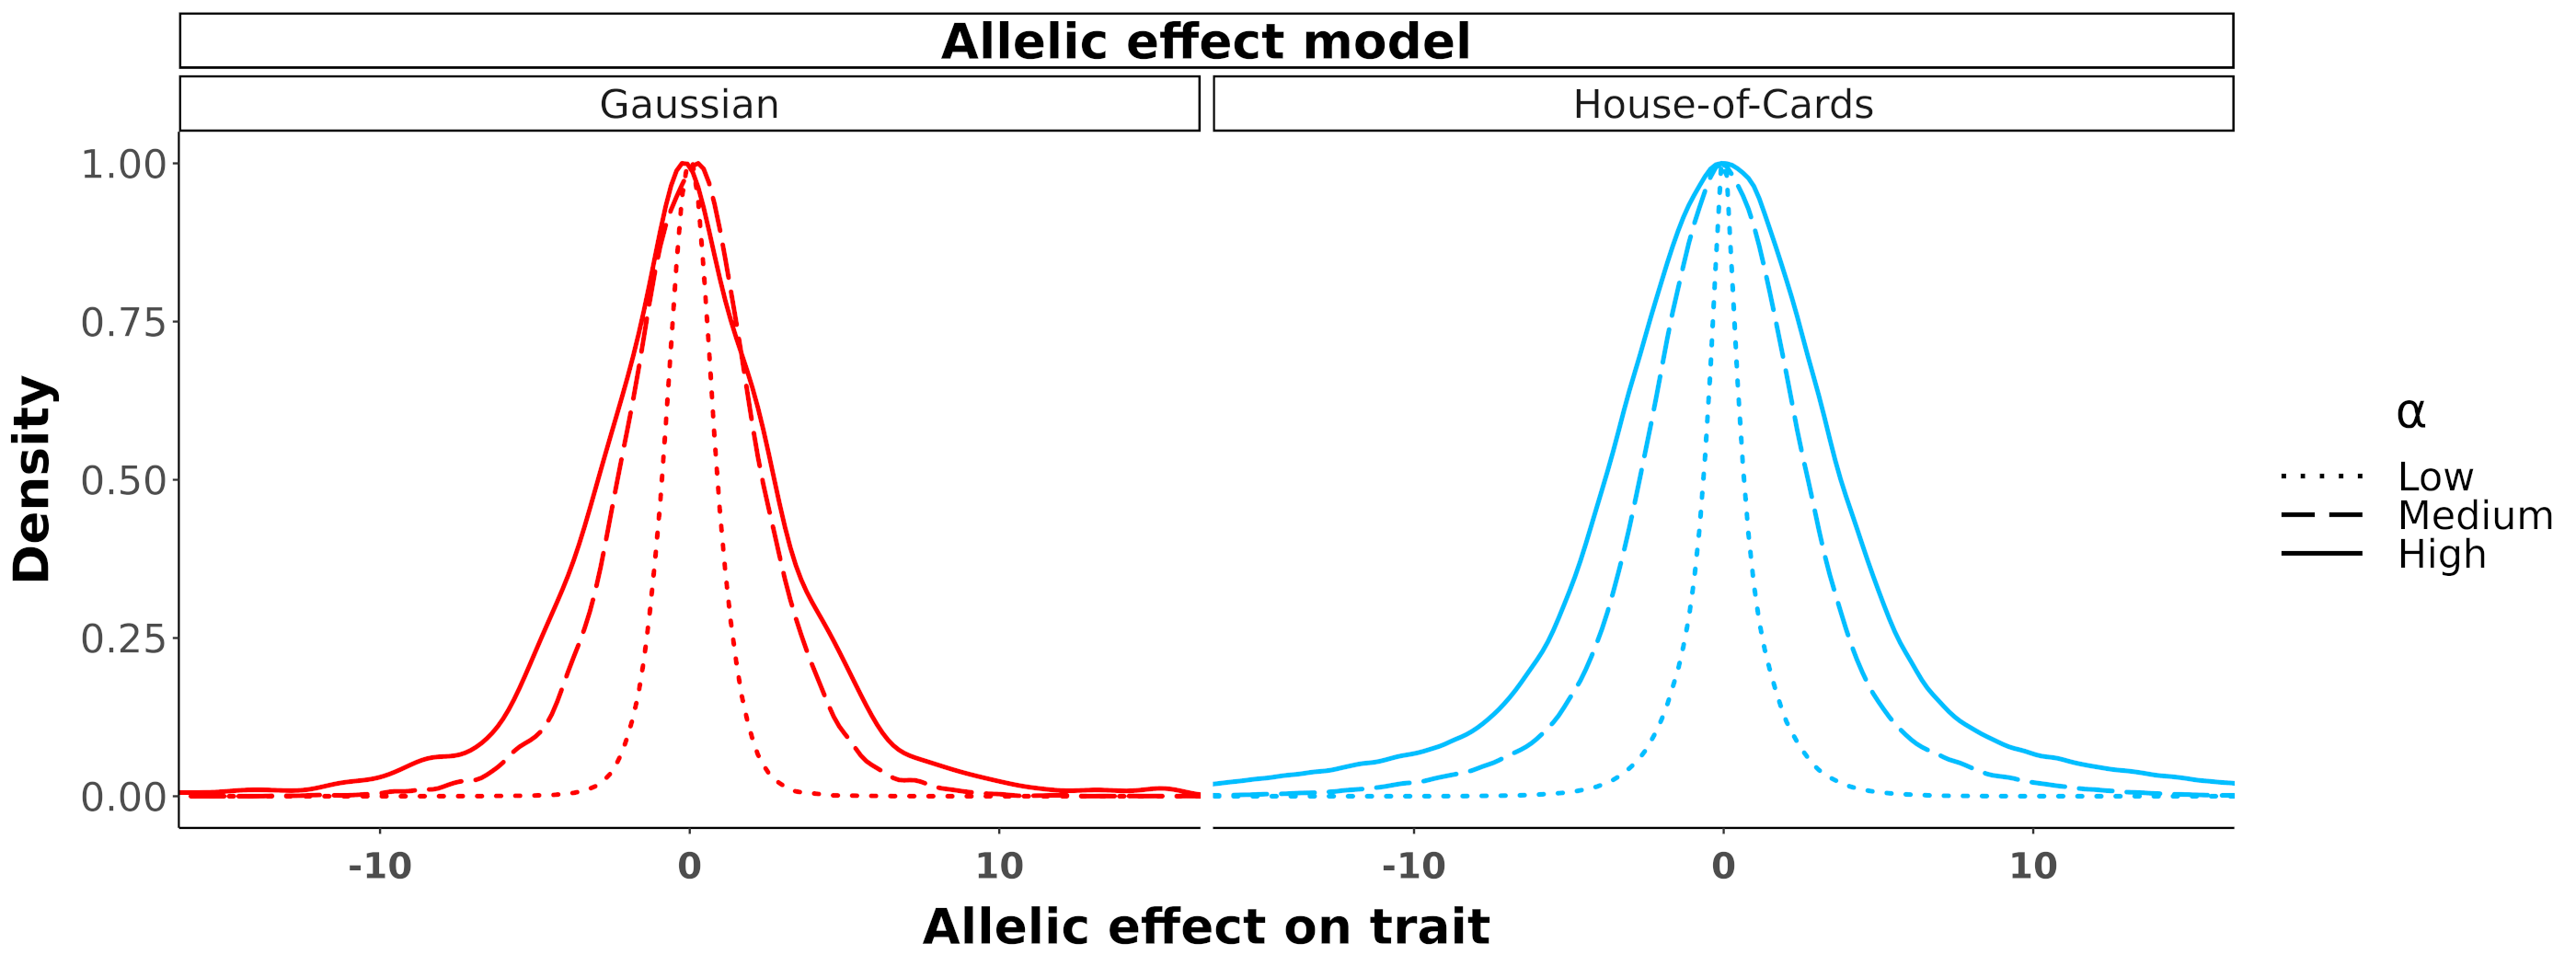 Allelic effect model
Gaussian
House-of-Cards
Density
1.00
0.75
0.50
0.25
0.00
-10 0 10
-10 0 10
Allelic effect on trait
α
Low
Medium
High